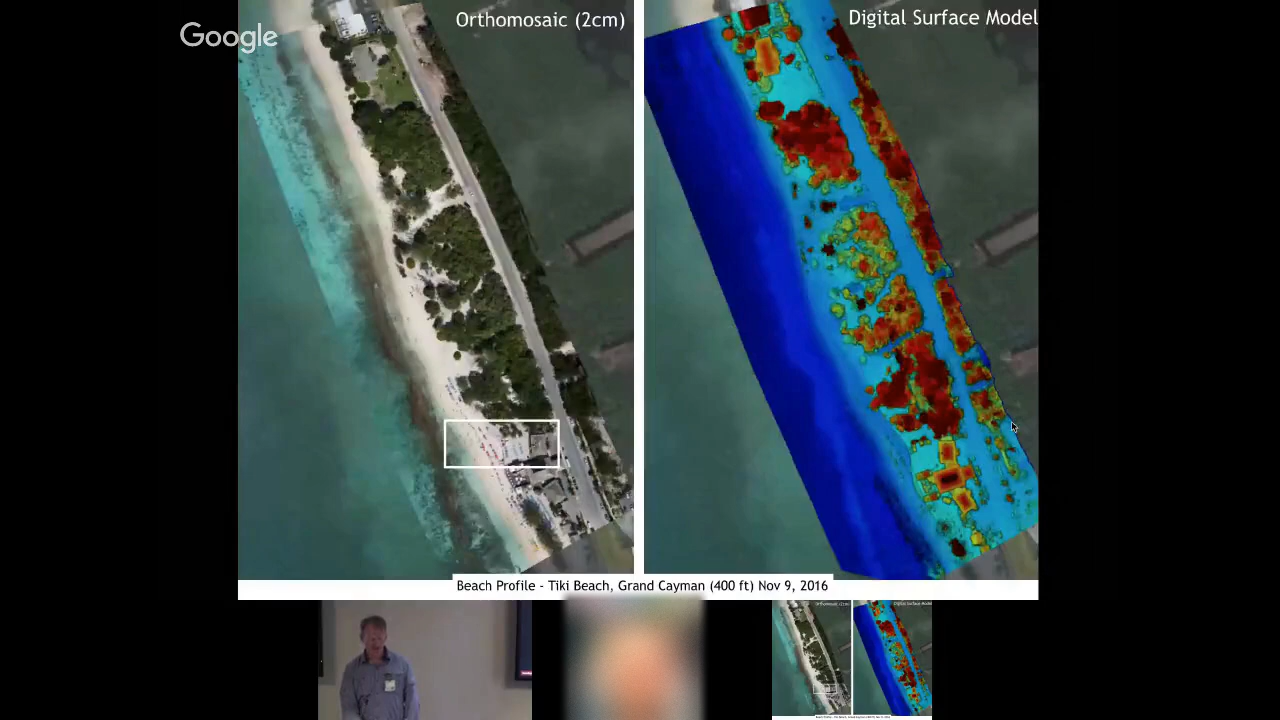 Google
Orthomosaic (2cm)
Digital Surface Model
Beach Profile - Tiki Beach, Grand Cayman (400 ft) Nov 9, 2016